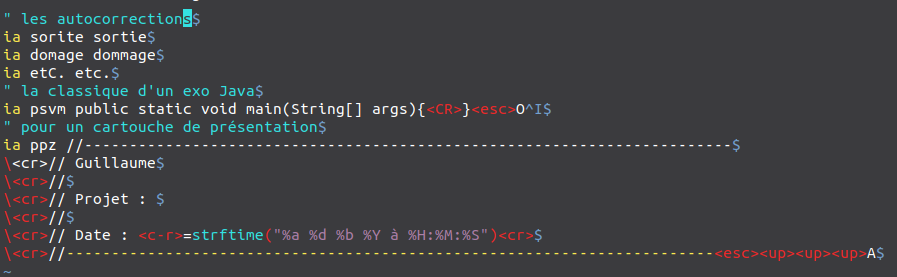 " les autocorrections$
ia sorite sortie$
ia domage dommage$
ia etC. etc.$
" la classique d'un exo Java$
ia psvm public static void main(String[] args){<CR>}<esc>O^I$
" pour un cartouche de présentation$
ia ppz //------------------------------------------------------------------------$
\<cr>// Guillaume$
\<cr>//$
\<cr>// Projet : $
\<cr>//$
\<cr>// Date : <c-r>=strftime("%a %d %b %Y à %H:%M:%S")<cr>$
\<cr>//------------------------------------------------------------------------<esc><up><up><up>A$
~